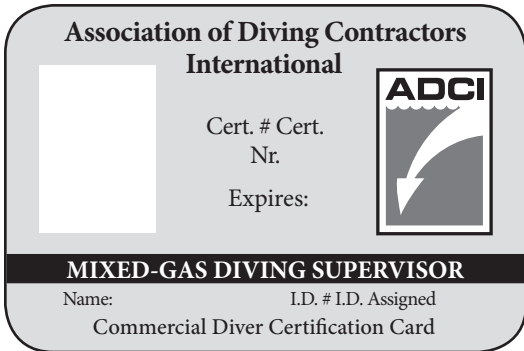 Association of Diving Contractors
International
ADCI
Cert. # Cert.
Nr.
Expires:
MIXED-GAS DIVING SUPERVISOR
Name: I.D. # I.D. Assigned
Commercial Diver Certification Card